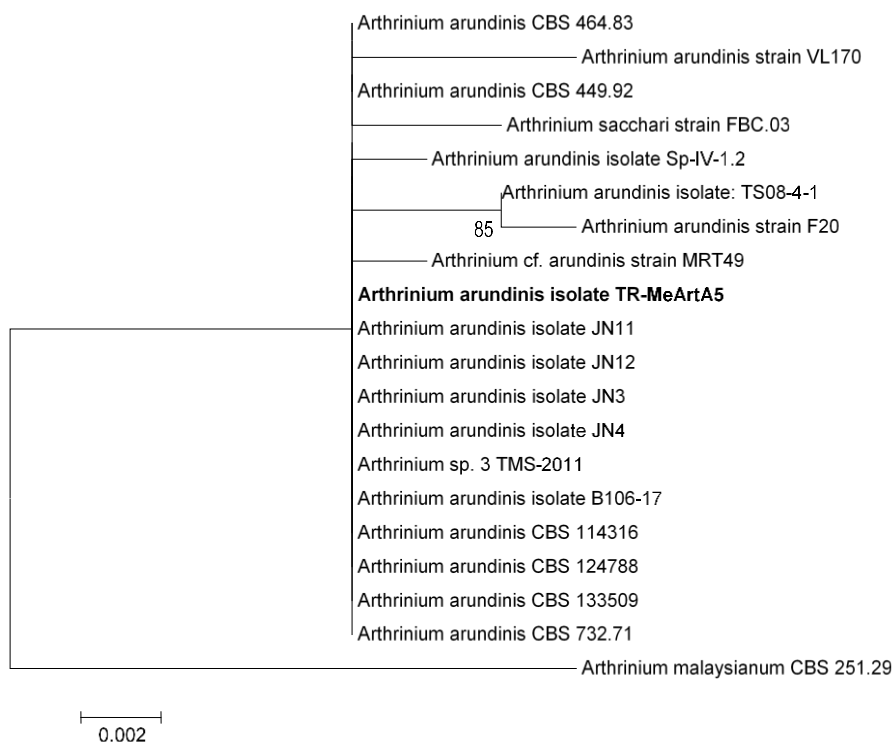 Arthrinium arundinis CBS 464.83
Arthrinium arundinis strain VL170
Arthrinium arundinis CBS 449.92
Arthrinium sacchari strain FBC.03
Arthrinium arundinis isolate Sp-IV-1.2
Arthrinium arundinis isolate: TS08-4-1
Arthrinium arundinis strain F20
85
Arthrinium cf. arundinis strain MRT49
Arthrinium arundinis isolate TR-MeArtA5
Arthrinium arundinis isolate JN11
Arthrinium arundinis isolate JN12
Arthrinium arundinis isolate JN3
Arthrinium arundinis isolate JN4
Arthrinium sp. 3 TMS-2011
Arthrinium arundinis isolate B106-17
Arthrinium arundinis CBS 114316
Arthrinium arundinis CBS 124788
Arthrinium arundinis CBS 133509
Arthrinium arundinis CBS 732.71
Arthrinium malaysianum CBS 251.29
0.002